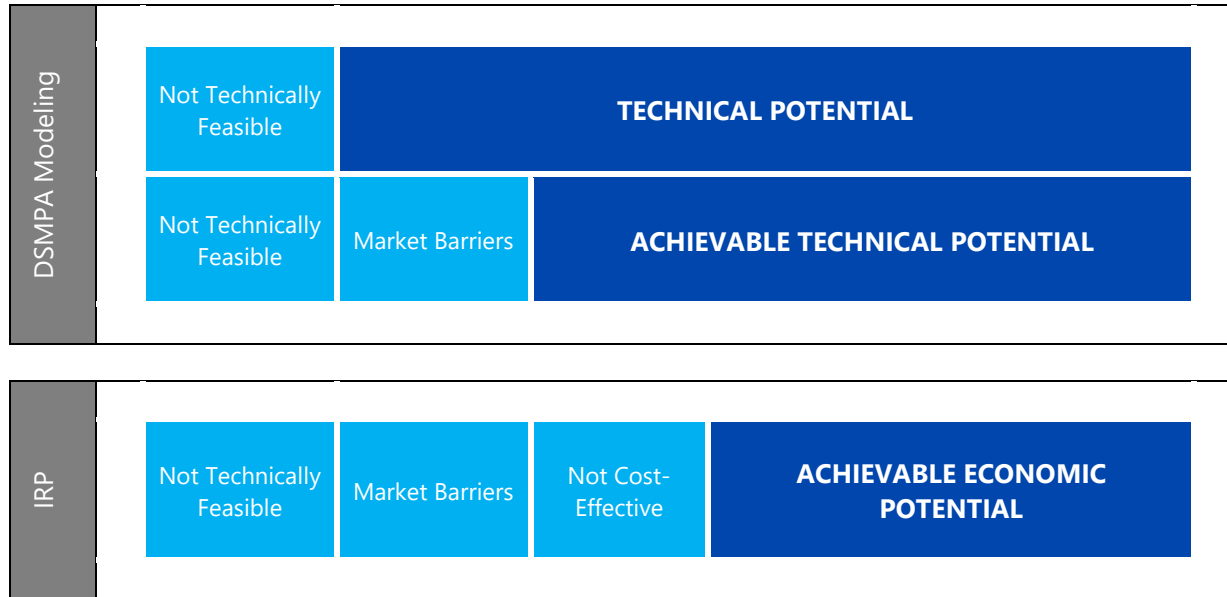 DSMPA Modeling
Not Technically
Feasible
TECHNICAL POTENTIAL
Not Technically
Feasible
Market Barriers
ACHIEVABLE TECHNICAL POTENTIAL
IRP
Not Technically
Feasible
Market Barriers
Not Cost-
Effective
ACHIEVABLE ECONOMIC
POTENTIAL